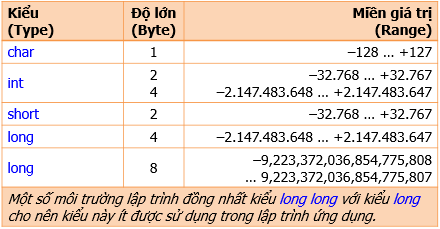 Kiểu Độ lớn Miền giá trị
(Type) (Byte) (Range)
char 1 –128 … +127
int 2 –32.768 … +32.767
4 –2.147.483.648 … +2.147.483.647
short 2 –32.768 … +32.767
long 4 –2.147.483.648 … +2.147.483.647
long 8 –9,223,372,036,854,775,808
… 9,223,372,036,854,775,807
Một số môi trường lập trình đồng nhất kiểu long long với kiểu long
cho nên kiểu này ít được sử dụng trong lập trình ứng dụng.